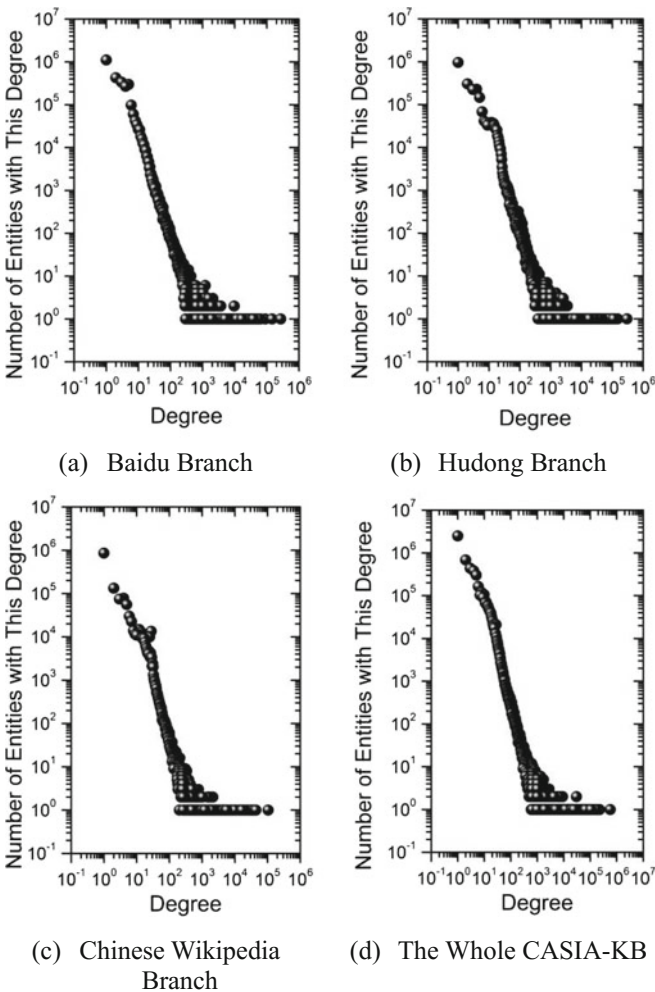 10^7
10^6
10^5
10^4
10^3
10^2
10^1
10^0
10^-1
Number of Entities with This Degree
10^-1 10^0 10^1 10^2 10^3 10^4 10^5 10^6
Degree
(a) Baidu Branch
10^7
10^6
10^5
10^4
10^3
10^2
10^1
10^0
10^-1
Number of Entities with This Degree
10^-1 10^0 10^1 10^2 10^3 10^4 10^5 10^6
Degree
(b) Hudong Branch
10^7
10^6
10^5
10^4
10^3
10^2
10^1
10^0
10^-1
Number of Entities with This Degree
10^-1 10^0 10^1 10^2 10^3 10^4 10^5 10^6
Degree
(c) Chinese Wikipedia
Branch
10^7
10^6
10^5
10^4
10^3
10^2
10^1
10^0
10^-1
Number of Entities with This Degree
10^-1 10^0 10^1 10^2 10^3 10^4 10^5 10^6 10^7
Degree
(d) The Whole CASIA-KB